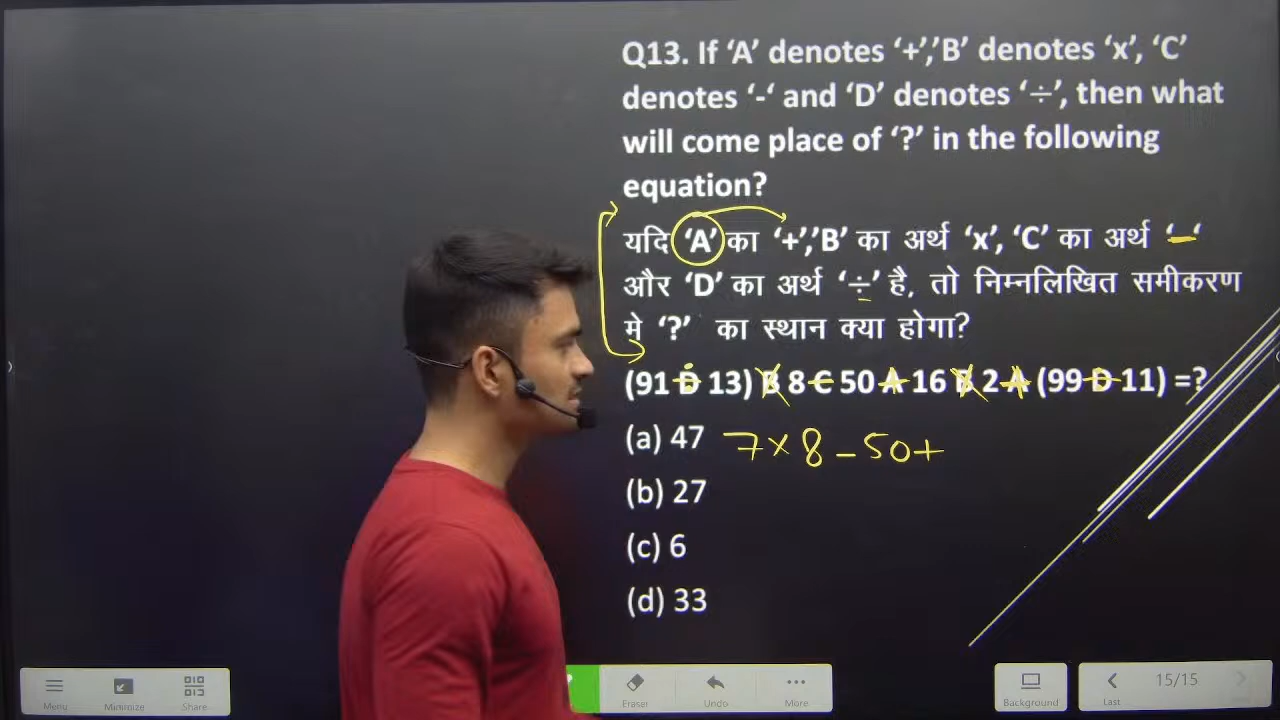 Q13. If ‘A’ denotes ‘+’,’B’ denotes ‘x’, ‘C’
denotes ‘-‘ and ‘D’ denotes ‘÷’, then what
will come place of ‘?’ in the following
equation?
यदि ‘A’ का ‘+’,’B’ का अर्थ ‘x’, ‘C’ का अर्थ ‘-‘
और ‘D’ का अर्थ ‘÷’ है, तो निम्नलिखित समीकरण
मे ‘?’ का स्थान क्या होगा?
(91 D 13) B 8 C 50 A 16 B 2 A (99 D 11) =?
(a) 47
7 × 8 - 50 +
(b) 27
(c) 6
(d) 33
Menu Minimize Share Eraser Undo More Background Last 15/15